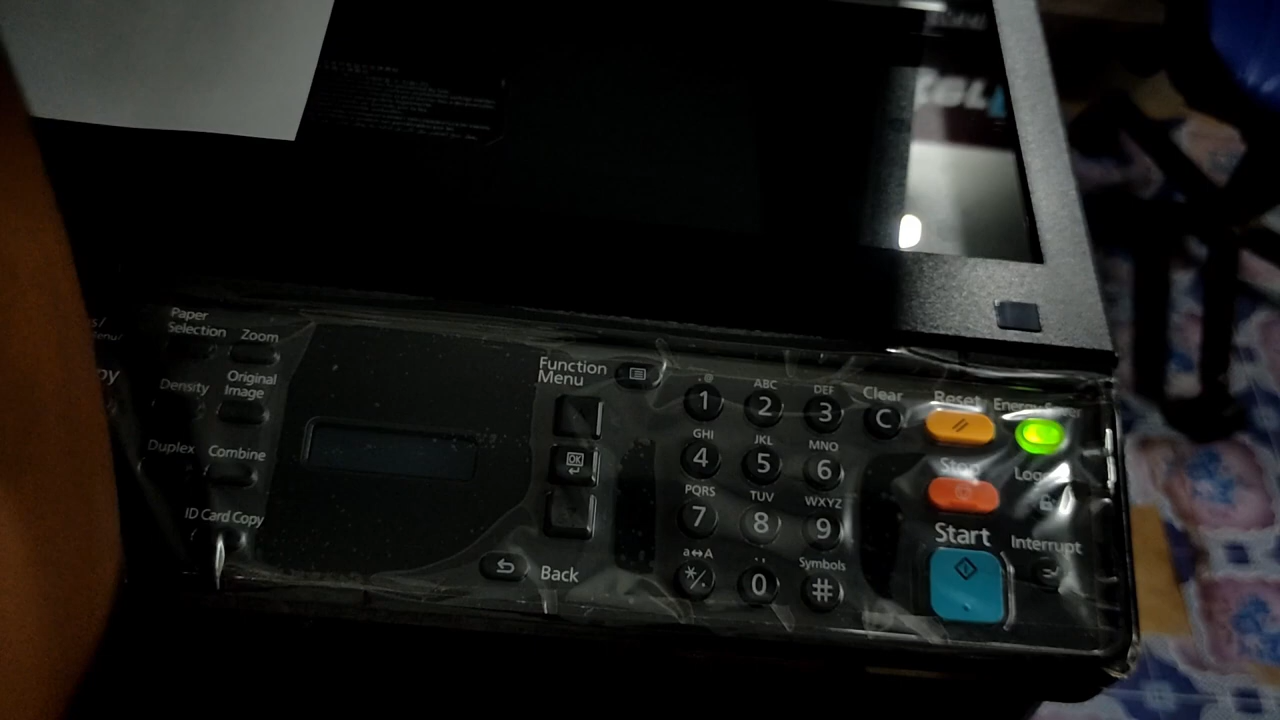 Paper
Selection
Zoom
Density
Original
Image
Duplex
Combine
ID Card Copy
Function
Menu
OK
Back
1
ABC
2
DEF
3
GHI
4
JKL
5
MNO
6
PQRS
7
TUV
8
WXYZ
9
a↔A
*/.
0
Symbols
#
Clear
C
Reset
Energy Saver
Stop
Start
Interrupt